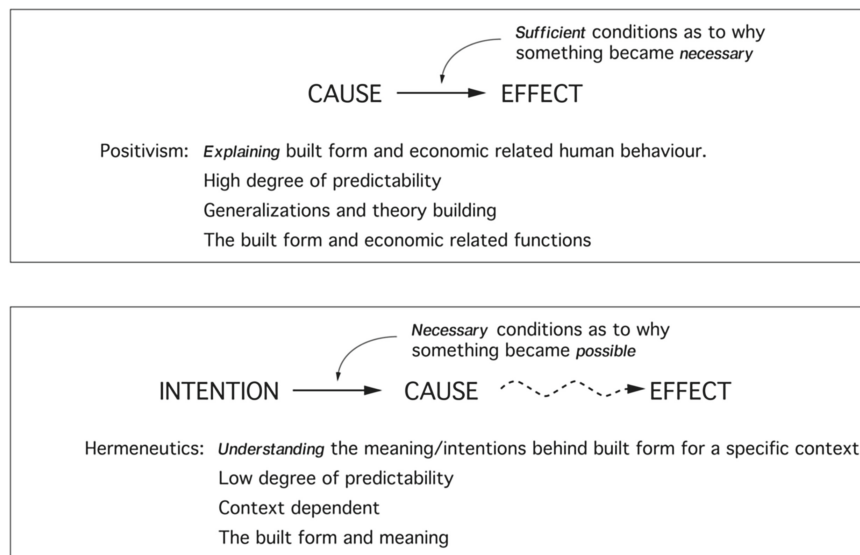 Sufficient conditions as to why
something became necessary
CAUSE EFFECT
Positivism: Explaining built form and economic related human behaviour.
High degree of predictability
Generalizations and theory building
The built form and economic related functions
Necessary conditions as to why
something became possible
INTENTION CAUSE EFFECT
Hermeneutics: Understanding the meaning/intentions behind built form for a specific context
Low degree of predictability
Context dependent
The built form and meaning